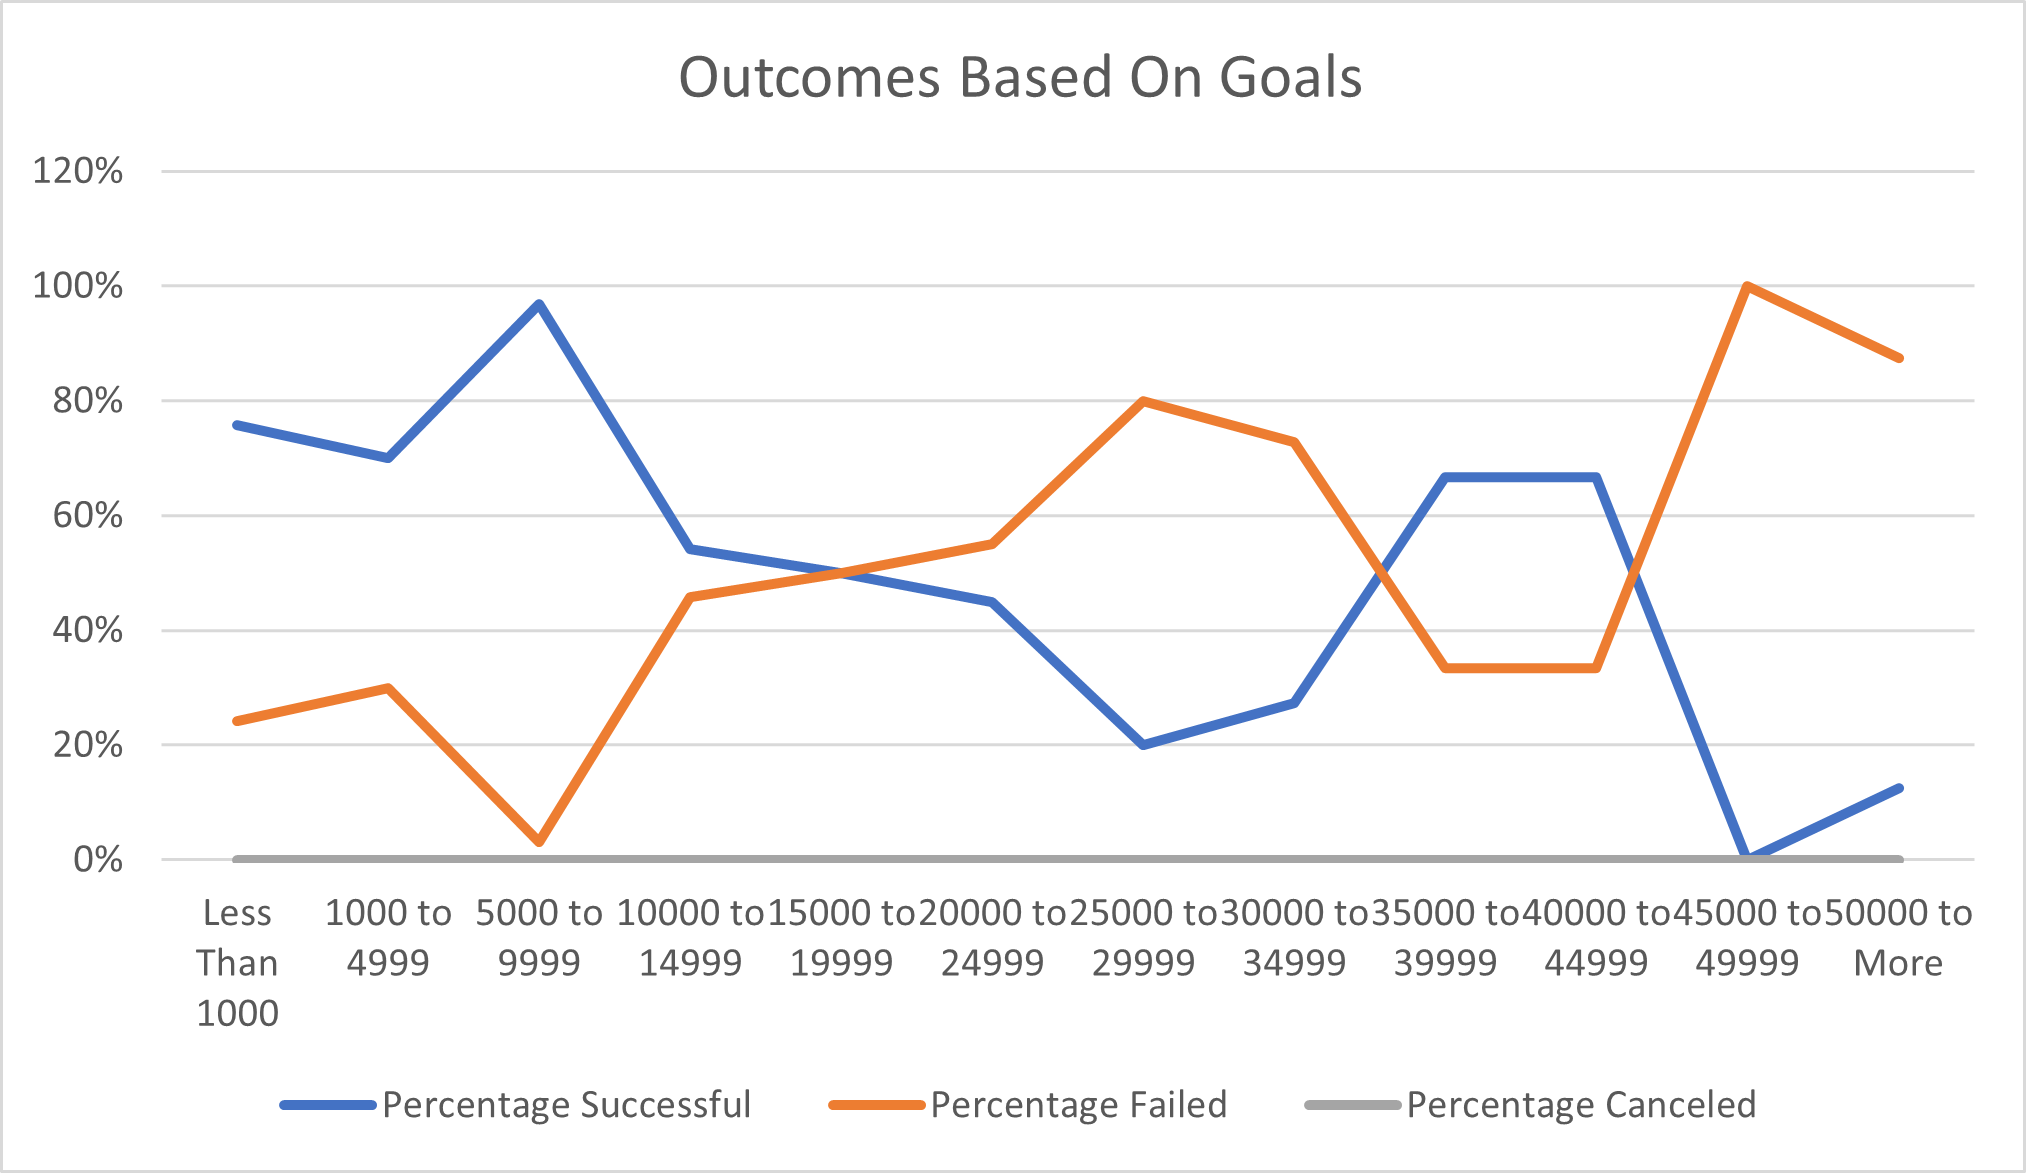 Outcomes Based On Goals
120%
100%
80%
60%
40%
20%
0%
Less Than 1000
1000 to 4999
5000 to 9999
10000 to 14999
15000 to 19999
20000 to 24999
25000 to 29999
30000 to 34999
35000 to 39999
40000 to 44999
45000 to 49999
50000 to More
Percentage Successful
Percentage Failed
Percentage Canceled